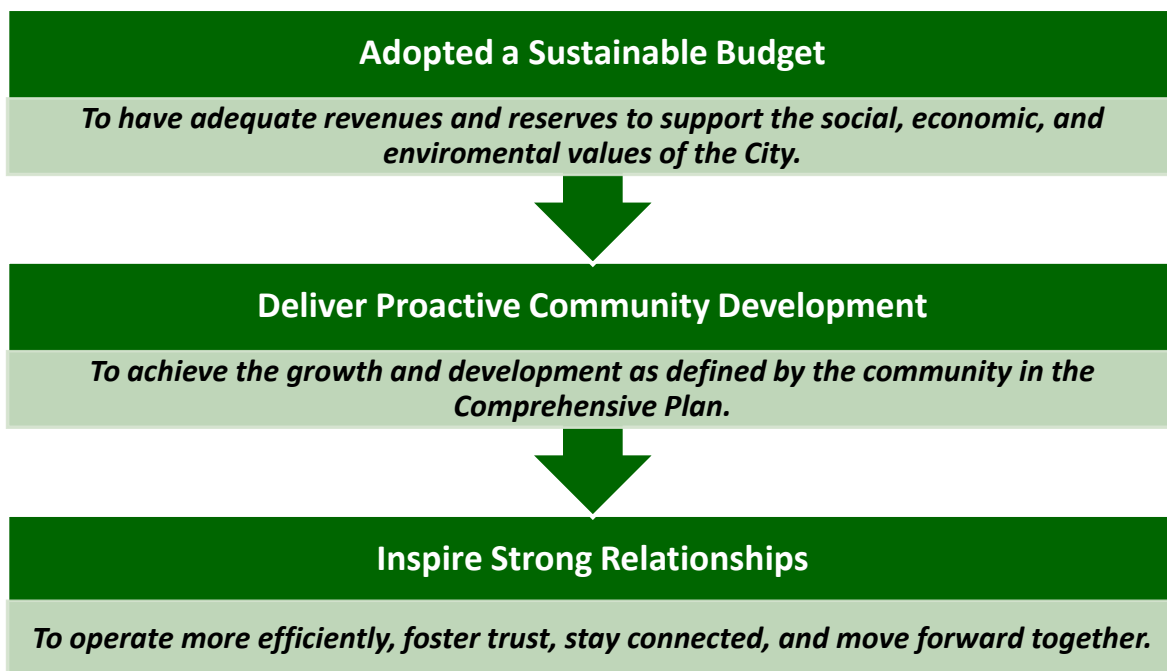 Adopted a Sustainable Budget
To have adequate revenues and reserves to support the social, economic, and
enviromental values of the City.
Deliver Proactive Community Development
To achieve the growth and development as defined by the community in the
Comprehensive Plan.
Inspire Strong Relationships
To operate more efficiently, foster trust, stay connected, and move forward together.